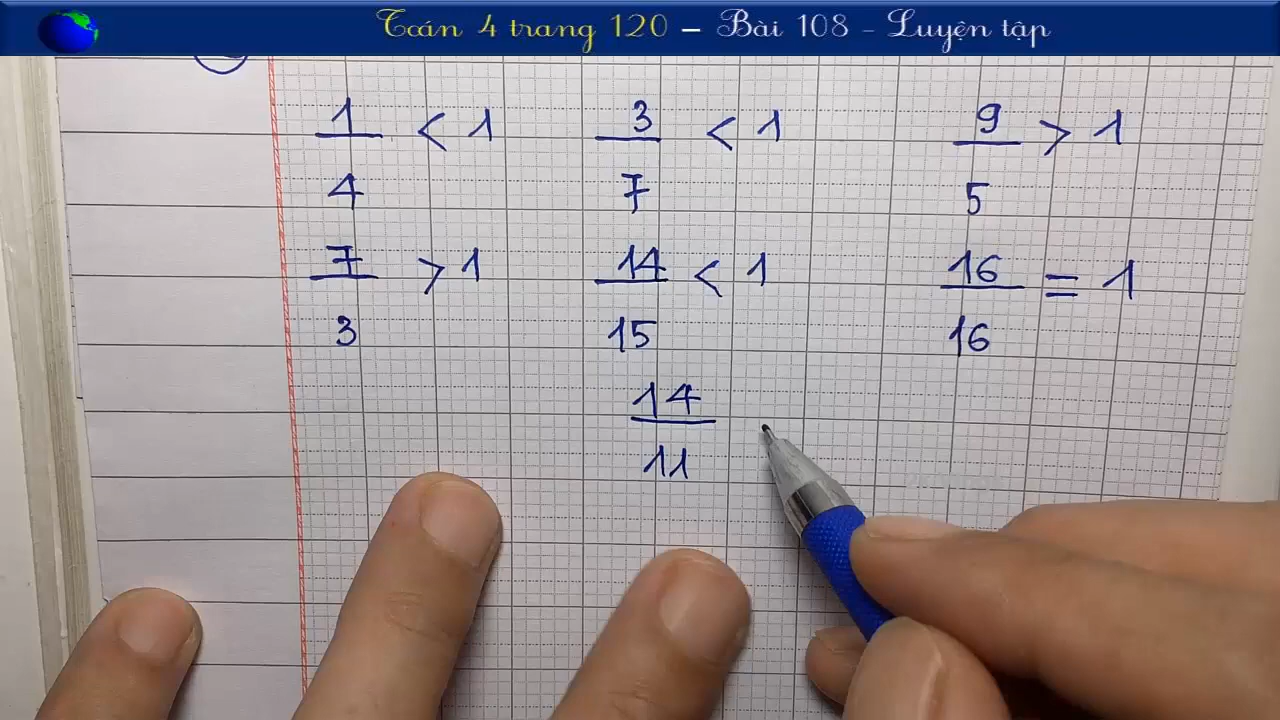 Toán 4 trang 120 – Bài 108 - Luyện tập
1/4 < 1   3/7 < 1   9/5 > 1
7/3 > 1   14/15 < 1   16/16 = 1
14/11